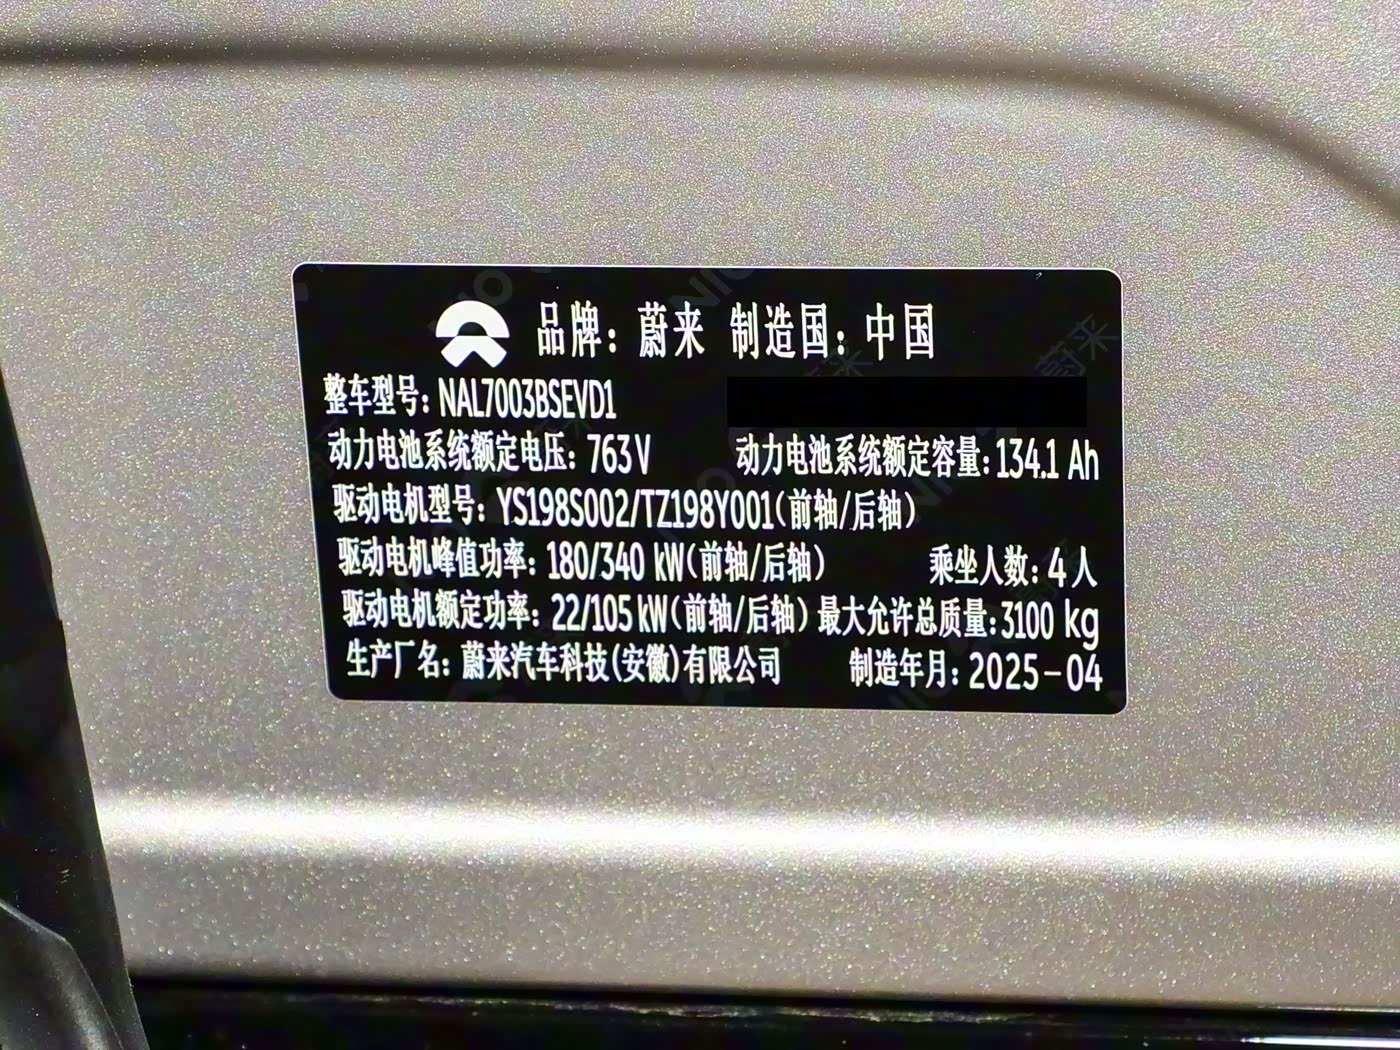 品牌：蔚来 制造国：中国
整车型号：NAL7003BSEVD1
动力电池系统额定电压：763V 动力电池系统额定容量：134.1 Ah
驱动电机型号：YS198S002/TZ198Y001(前轴/后轴)
驱动电机峰值功率：180/340 kW(前轴/后轴) 乘坐人数：4人
驱动电机额定功率：22/105kW(前轴/后轴) 最大允许总质量：3100 kg
生产厂名：蔚来汽车科技(安徽)有限公司 制造年月：2025-04